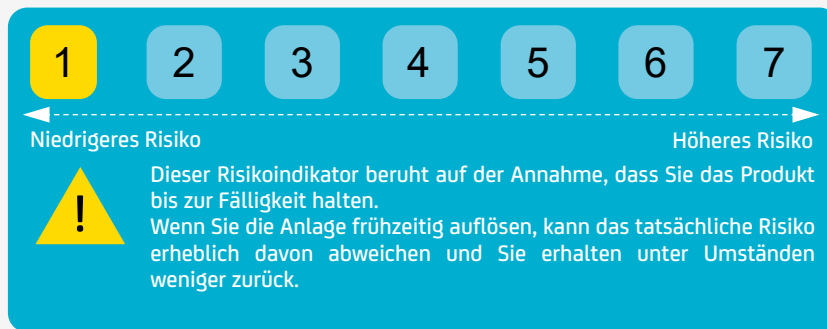 1 2 3 4 5 6 7
Niedrigeres Risiko Höheres Risiko
!
Dieser Risikoindikator beruht auf der Annahme, dass Sie das Produkt
bis zur Fälligkeit halten.
Wenn Sie die Anlage frühzeitig auflösen, kann das tatsächliche Risiko
erheblich davon abweichen und Sie erhalten unter Umständen
weniger zurück.